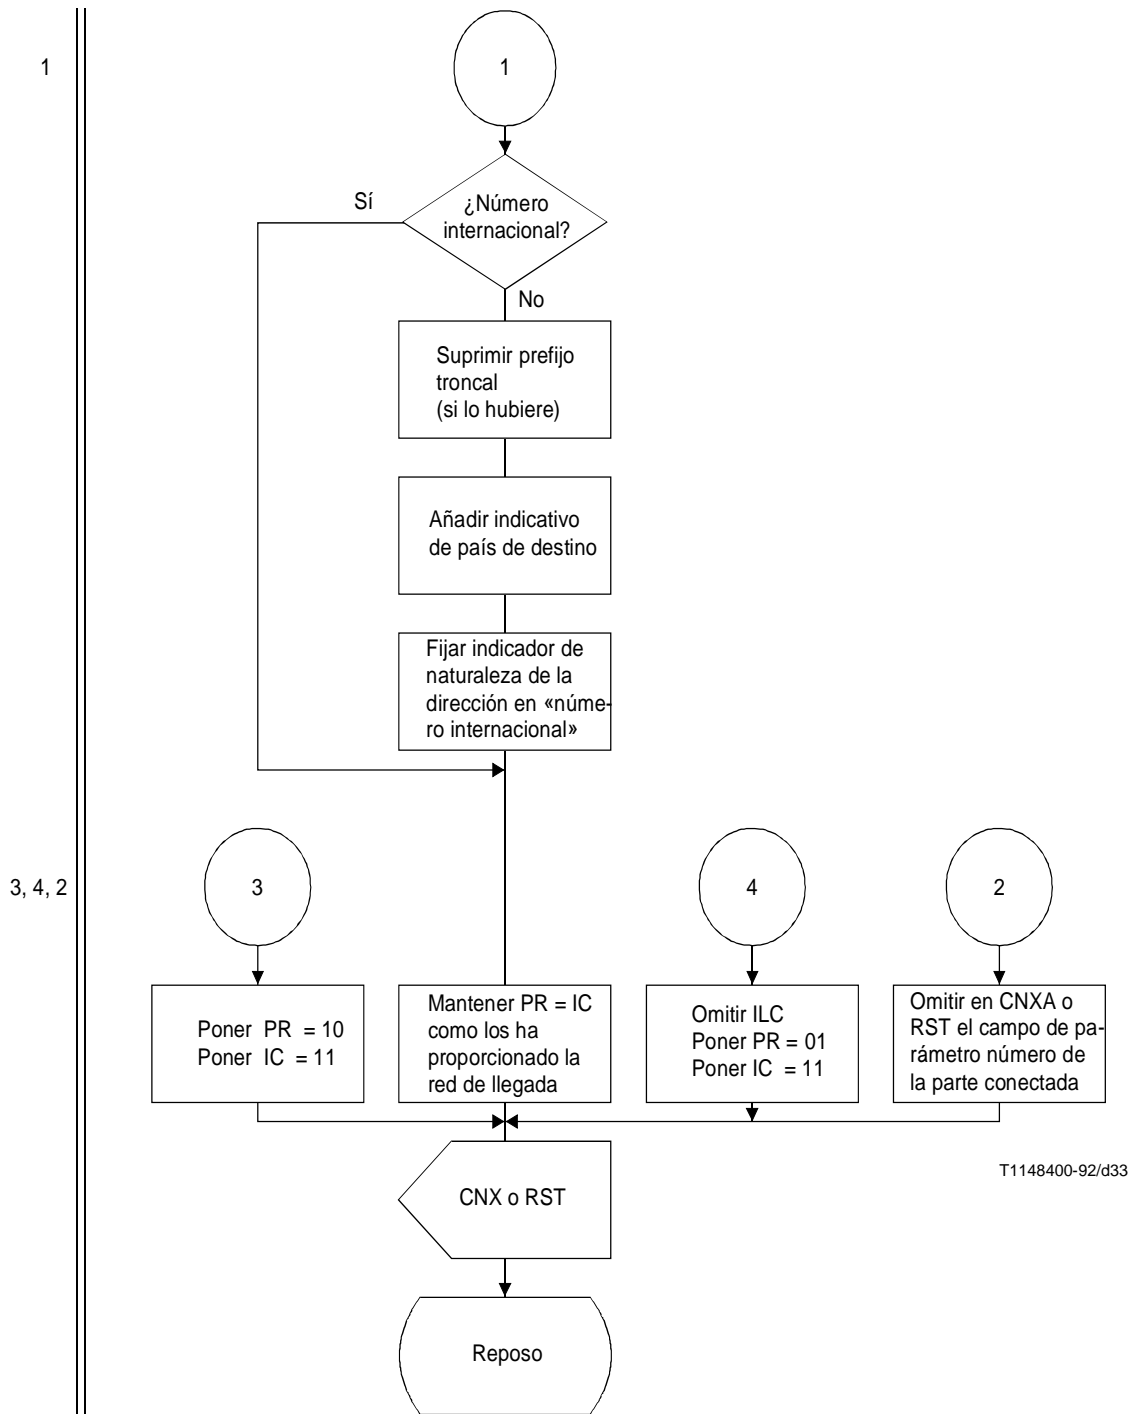 1
1
Sí
¿Número
internacional?
No
Suprimir prefijo
troncal
(si lo hubiere)
Añadir indicativo
de país de destino
Fijar indicador de
naturaleza de la
dirección en «núme-
ro internacional»
3, 4, 2
3
4
2
Poner PR = 10
Poner IC = 11
Mantener PR = IC
como los ha
proporcionado la
red de llegada
Omitir ILC
Poner PR = 01
Poner IC = 11
Omitir en CNXA o
RST el campo de pa-
rámetro número de
la parte conectada
T1148400-92/d33
CNX o RST
Reposo